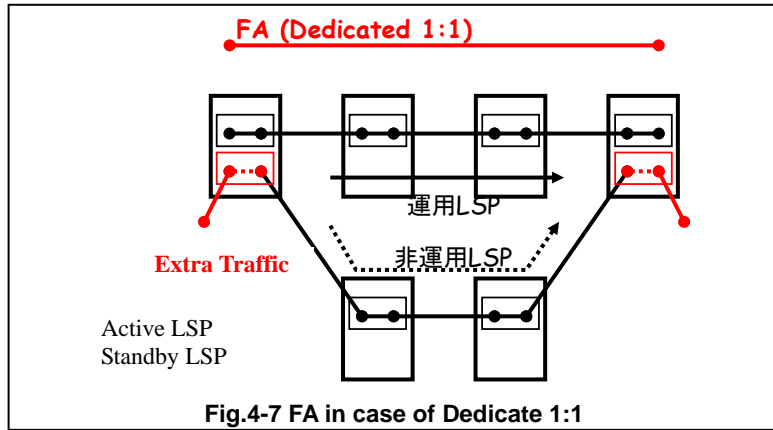 FA (Dedicated 1:1)
運用LSP
非運用LSP
Extra Traffic
Active LSP
Standby LSP
Fig.4-7 FA in case of Dedicate 1:1